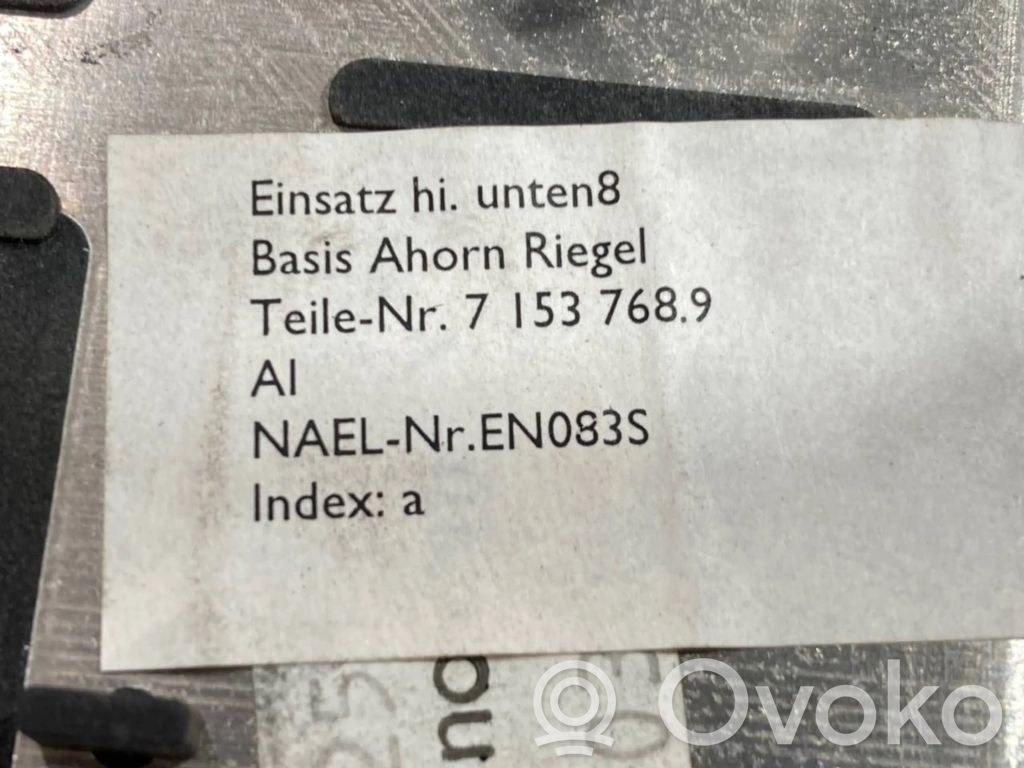 Einsatz hi. unten8
Basis Ahorn Riegel
Teile-Nr. 7 153 768.9
Al
NAEL-Nr.EN083S
Index: a
Ovoko